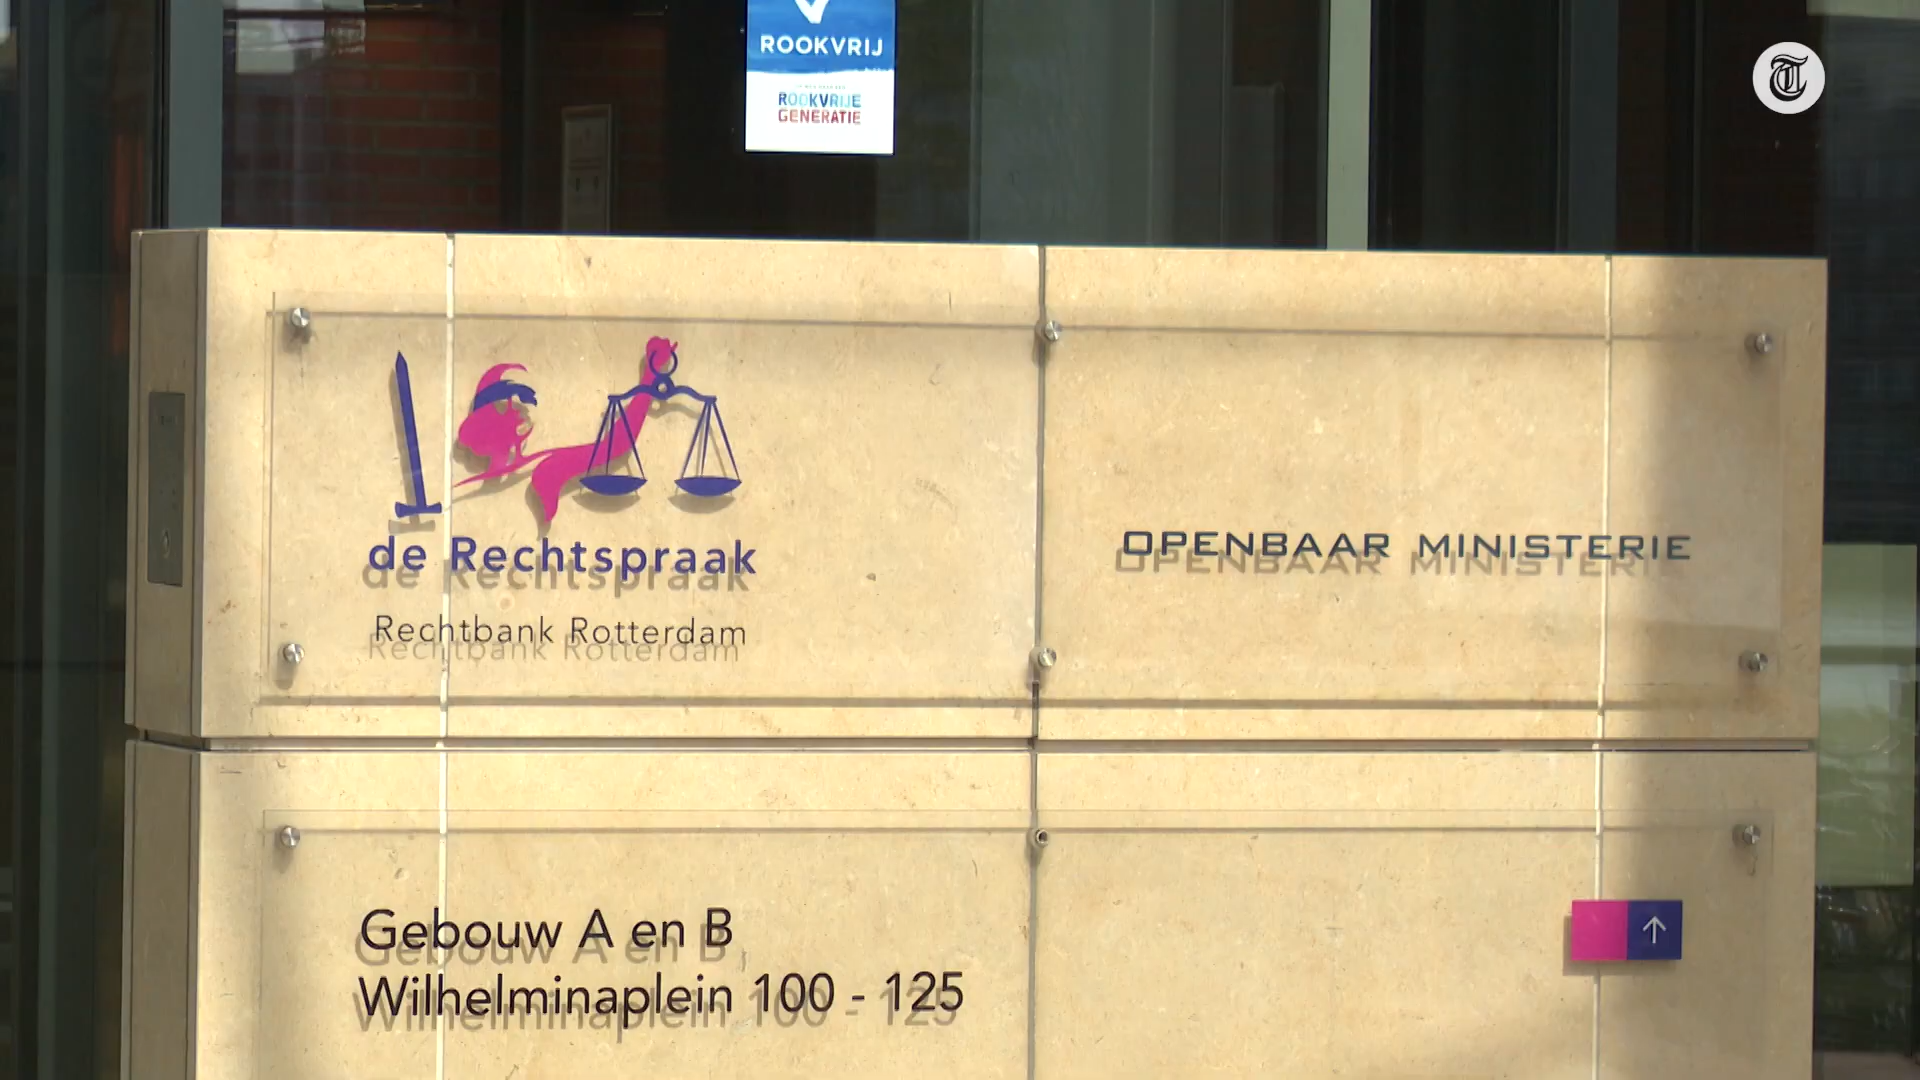 ROOKVRIJ
ROOKVRIJE
GENERATIE
T
de Rechtspraak
Rechtbank Rotterdam
OPENBAAR MINISTERIE
Gebouw A en B
Wilhelminaplein 100 - 125